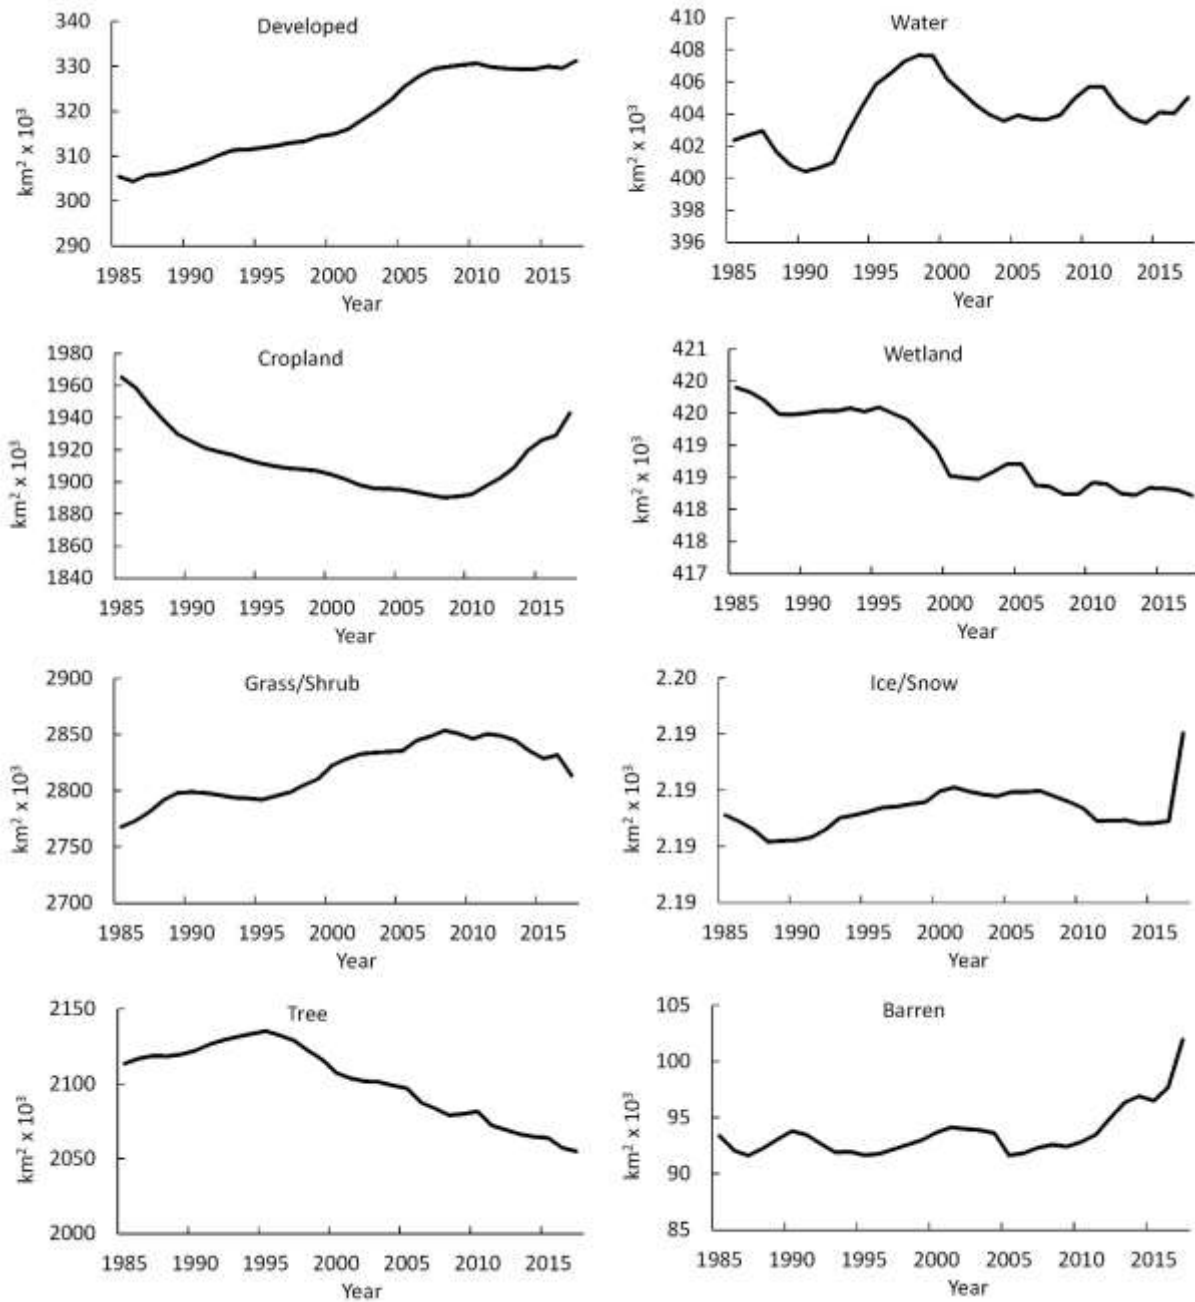 Developed
340
330
320
310
300
290
km² x 10³
1985 1990 1995 2000 2005 2010 2015
Year
Water
410
408
406
404
402
400
398
396
km² x 10³
1985 1990 1995 2000 2005 2010 2015
Year
Cropland
1980
1960
1940
1920
1900
1880
1860
1840
km² x 10³
1985 1990 1995 2000 2005 2010 2015
Year
Wetland
421
420
420
419
419
418
418
417
km² x 10³
1985 1990 1995 2000 2005 2010 2015
Year
Grass/Shrub
2900
2850
2800
2750
2700
km² x 10³
1985 1990 1995 2000 2005 2010 2015
Year
Ice/Snow
2.20
2.19
2.19
2.19
2.19
km² x 10³
1985 1990 1995 2000 2005 2010 2015
Year
Tree
2150
2100
2050
2000
km² x 10³
1985 1990 1995 2000 2005 2010 2015
Year
Barren
105
100
95
90
85
km² x 10³
1985 1990 1995 2000 2005 2010 2015
Year